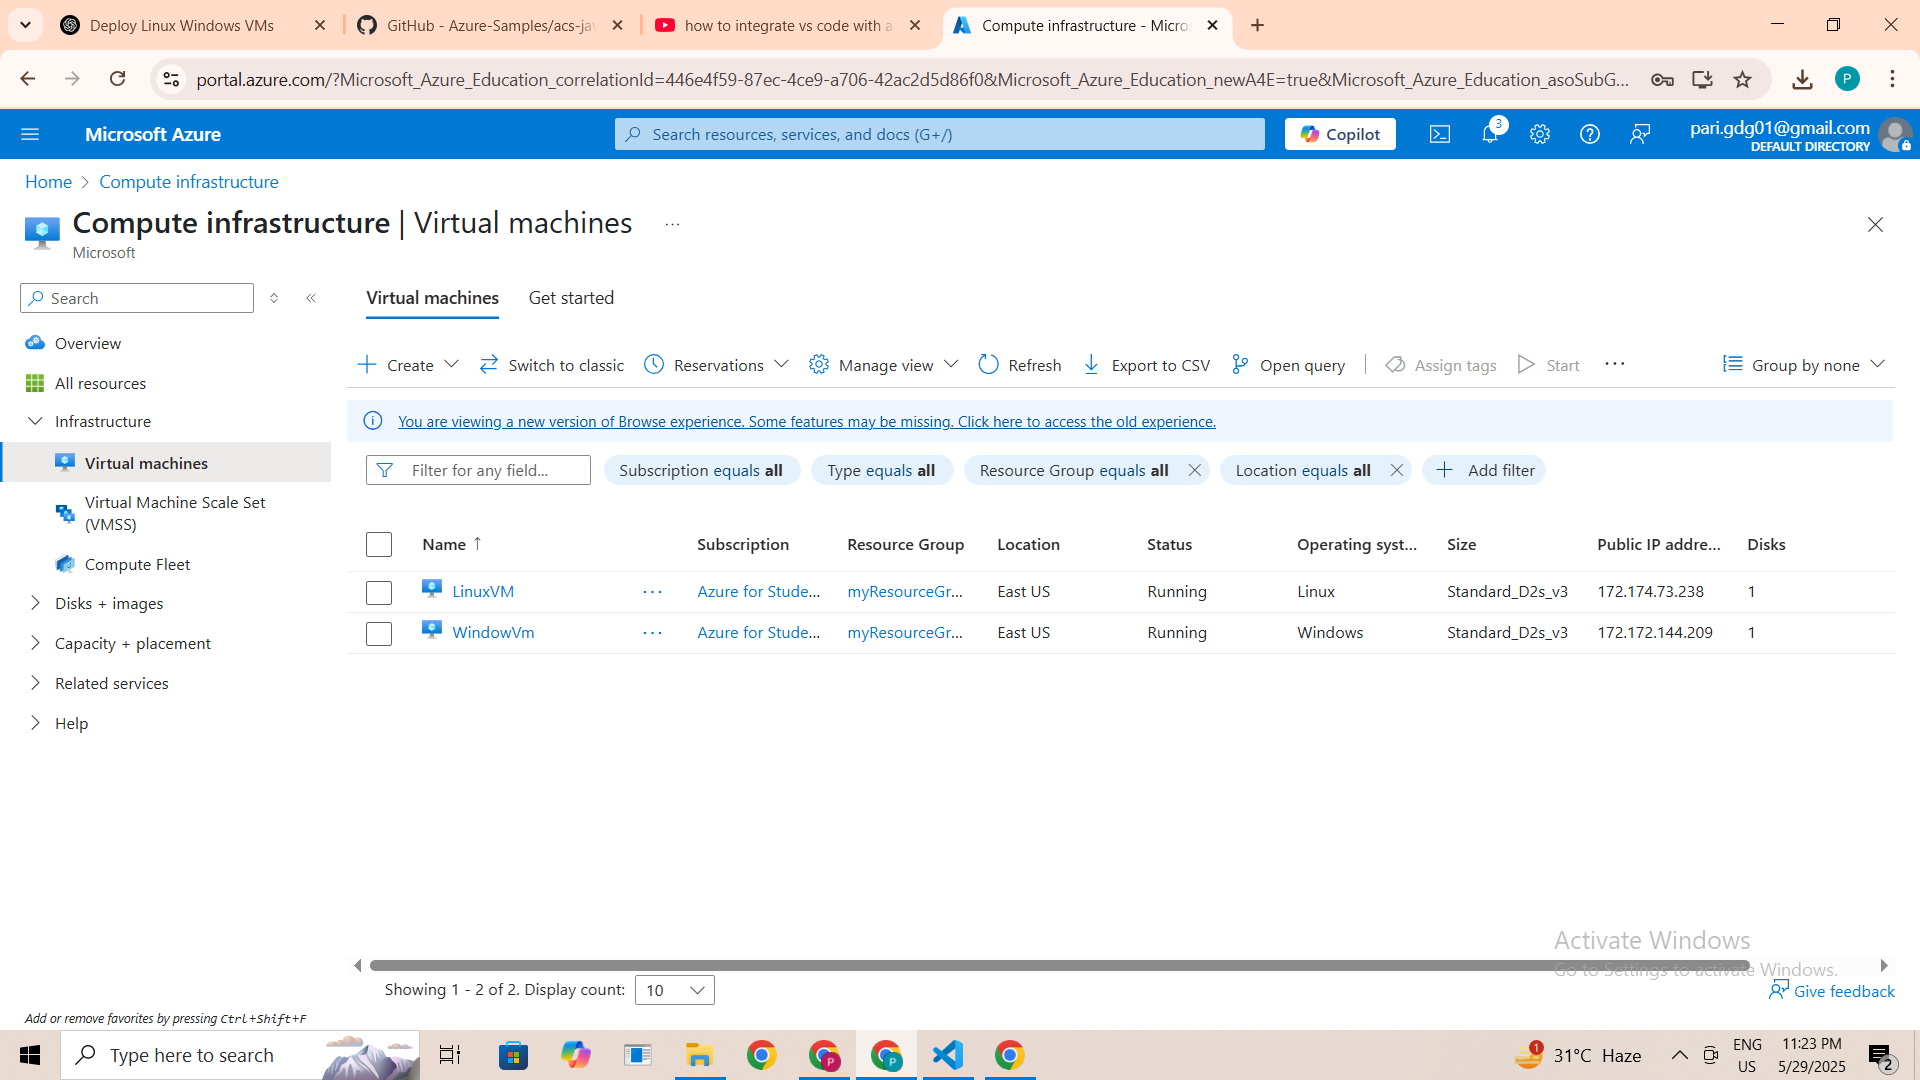 Deploy Linux Windows VMs
GitHub - Azure-Samples/acs-jav
how to integrate vs code with a
Compute infrastructure - Micros
portal.azure.com/?Microsoft_Azure_Education_correlationId=446e4f59-87ec-4ce9-a706-42ac2d5d86f0&Microsoft_Azure_Education_newA4E=true&Microsoft_Azure_Education_asoSubG...
P
Microsoft Azure
Search resources, services, and docs (G+/)
Copilot
3
pari.gdg01@gmail.com
DEFAULT DIRECTORY
Home
Compute infrastructure
Compute infrastructure | Virtual machines
...
Microsoft
Search
Overview
All resources
Infrastructure
Virtual machines
Virtual Machine Scale Set
(VMSS)
Compute Fleet
Disks + images
Capacity + placement
Related services
Help
Add or remove favorites by pressing Ctrl+Shift+F
Virtual machines
Get started
Create
Switch to classic
Reservations
Manage view
Refresh
Export to CSV
Open query
Assign tags
Start
...
Group by none
You are viewing a new version of Browse experience. Some features may be missing. Click here to access the old experience.
Filter for any field...
Subscription equals all
Type equals all
Resource Group equals all
Location equals all
Add filter
Name ↑ Subscription Resource Group Location Status Operating syst... Size Public IP addre... Disks
LinuxVM ... Azure for Stude... myResourceGr... East US Running Linux Standard_D2s_v3 172.174.73.238 1
WindowVm ... Azure for Stude... myResourceGr... East US Running Windows Standard_D2s_v3 172.172.144.209 1
Activate Windows
Go to Settings to activate Windows.
Showing 1 - 2 of 2. Display count: 10
Give feedback
Type here to search
P
P
1
31°C Haze
ENG
US
11:23 PM
5/29/2025
2